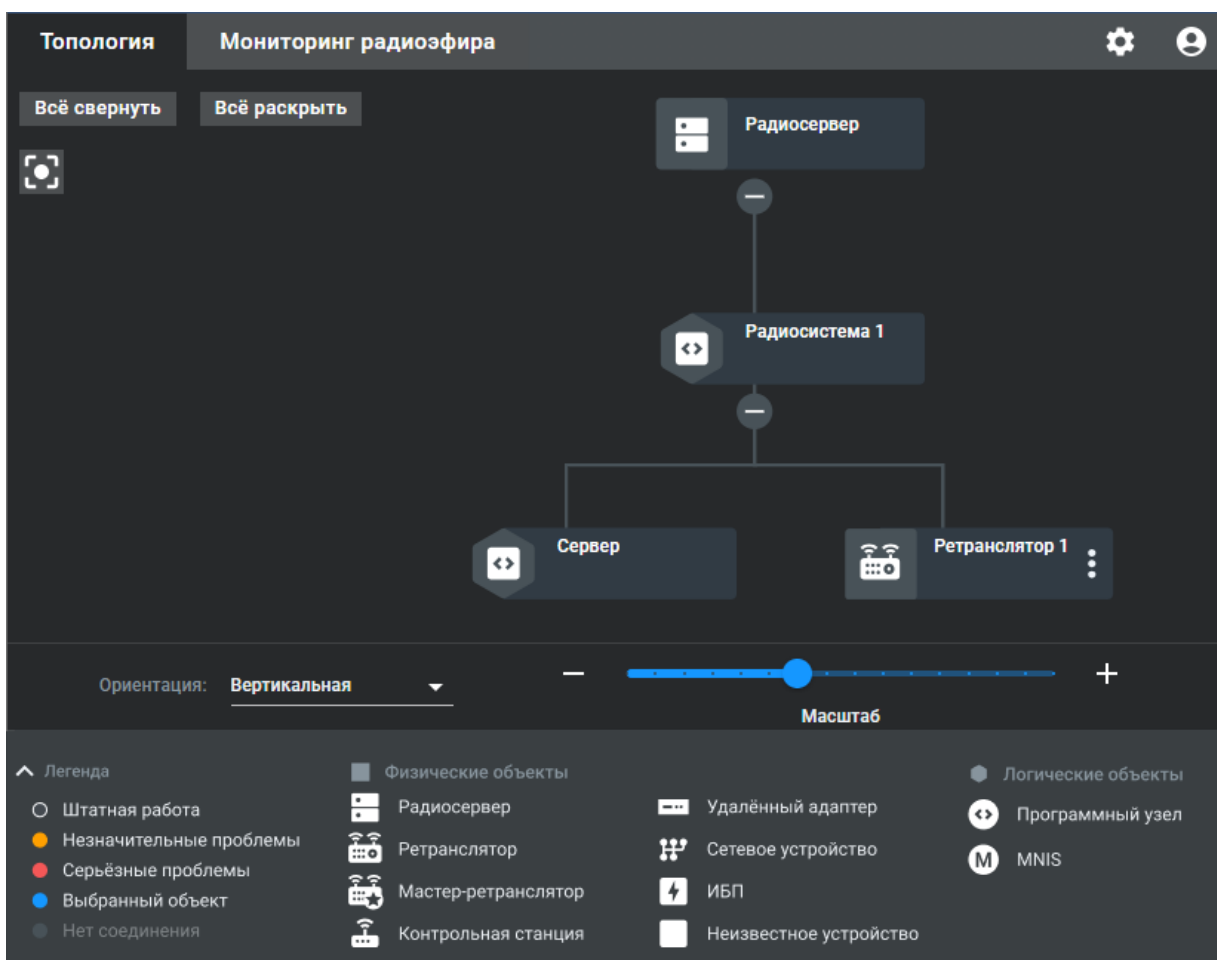 Топология Мониторинг радиоэфира
Всё свернуть Всё раскрыть
Радиосервер
Радиосистема 1
Сервер Ретранслятор 1
Ориентация: Вертикальная
Масштаб
Легенда Физические объекты Логические объекты
Штатная работа Радиосервер Удалённый адаптер Программный узел
Незначительные проблемы Ретранслятор Сетевое устройство M MNIS
Серьёзные проблемы
Выбранный объект Мастер-ретранслятор ИБП
Нет соединения Контрольная станция Неизвестное устройство